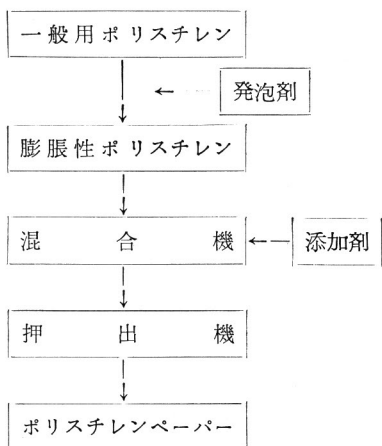 一般用ポリスチレン
発泡剤
膨脹性ポリスチレン
混合機
添加剤
押出機
ポリスチレンペーパー